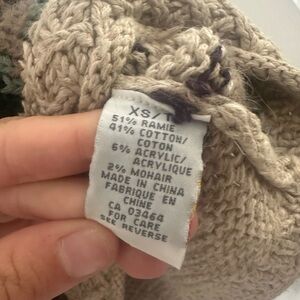 XS/T
51% RAMIE
41% COTTON/
COTON
6% ACRYLIC/
ACRYLIQUE
2% MOHAIR
MADE IN CHINA
FABRIQUE EN
CHINE
CA 03464
FOR CARE
SEE REVERSE